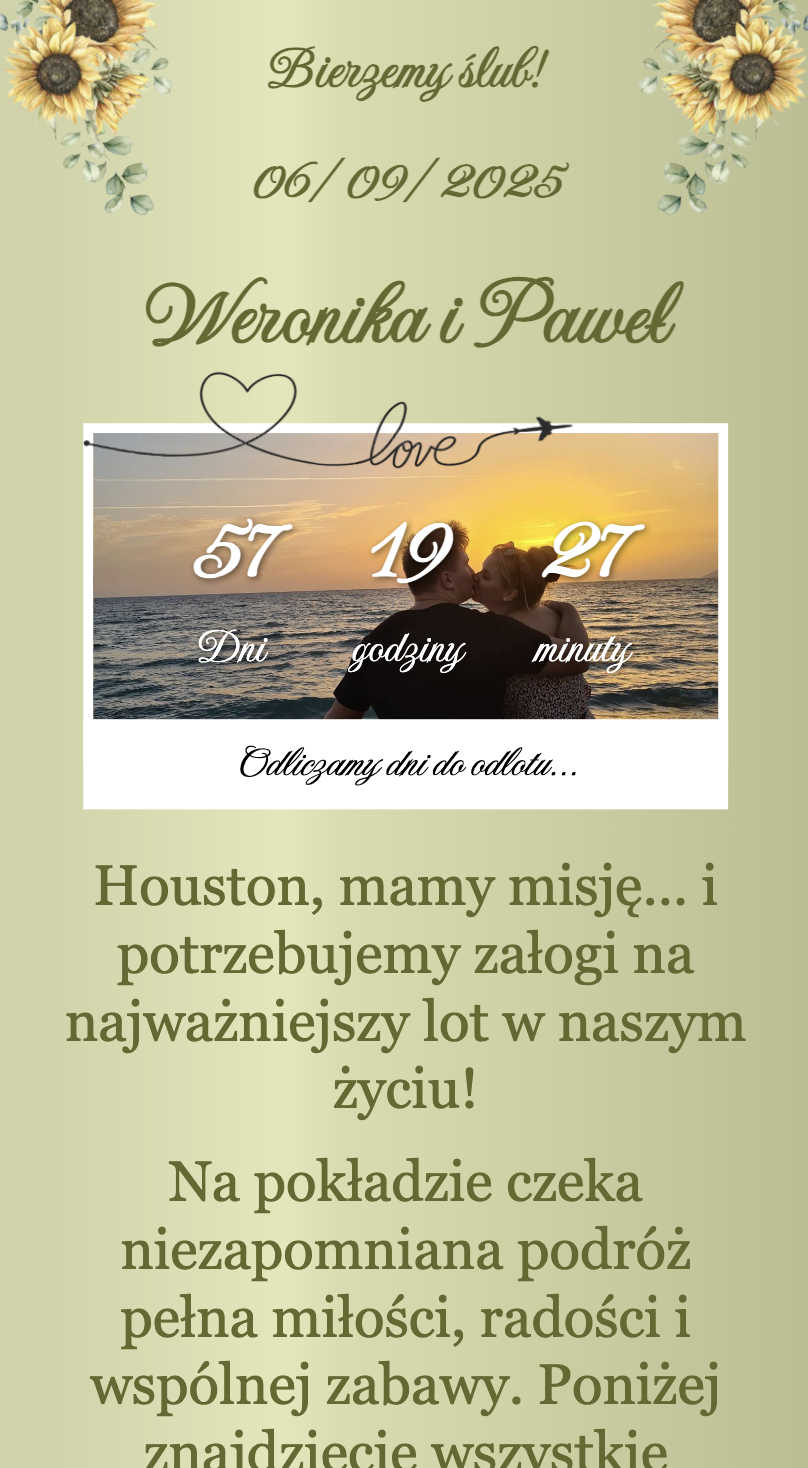 Bierzemy ślub!
06/ 09/ 2025
Weronika i Paweł
love
57 19 27
Dni godziny minuty
Odliczamy dni do odlotu...
Houston, mamy misję... i
potrzebujemy załogi na
najważniejszy lot w naszym
życiu!
Na pokładzie czeka
niezapomniana podróż
pełna miłości, radości i
wspólnej zabawy. Poniżej
znajdziecie wszystkie